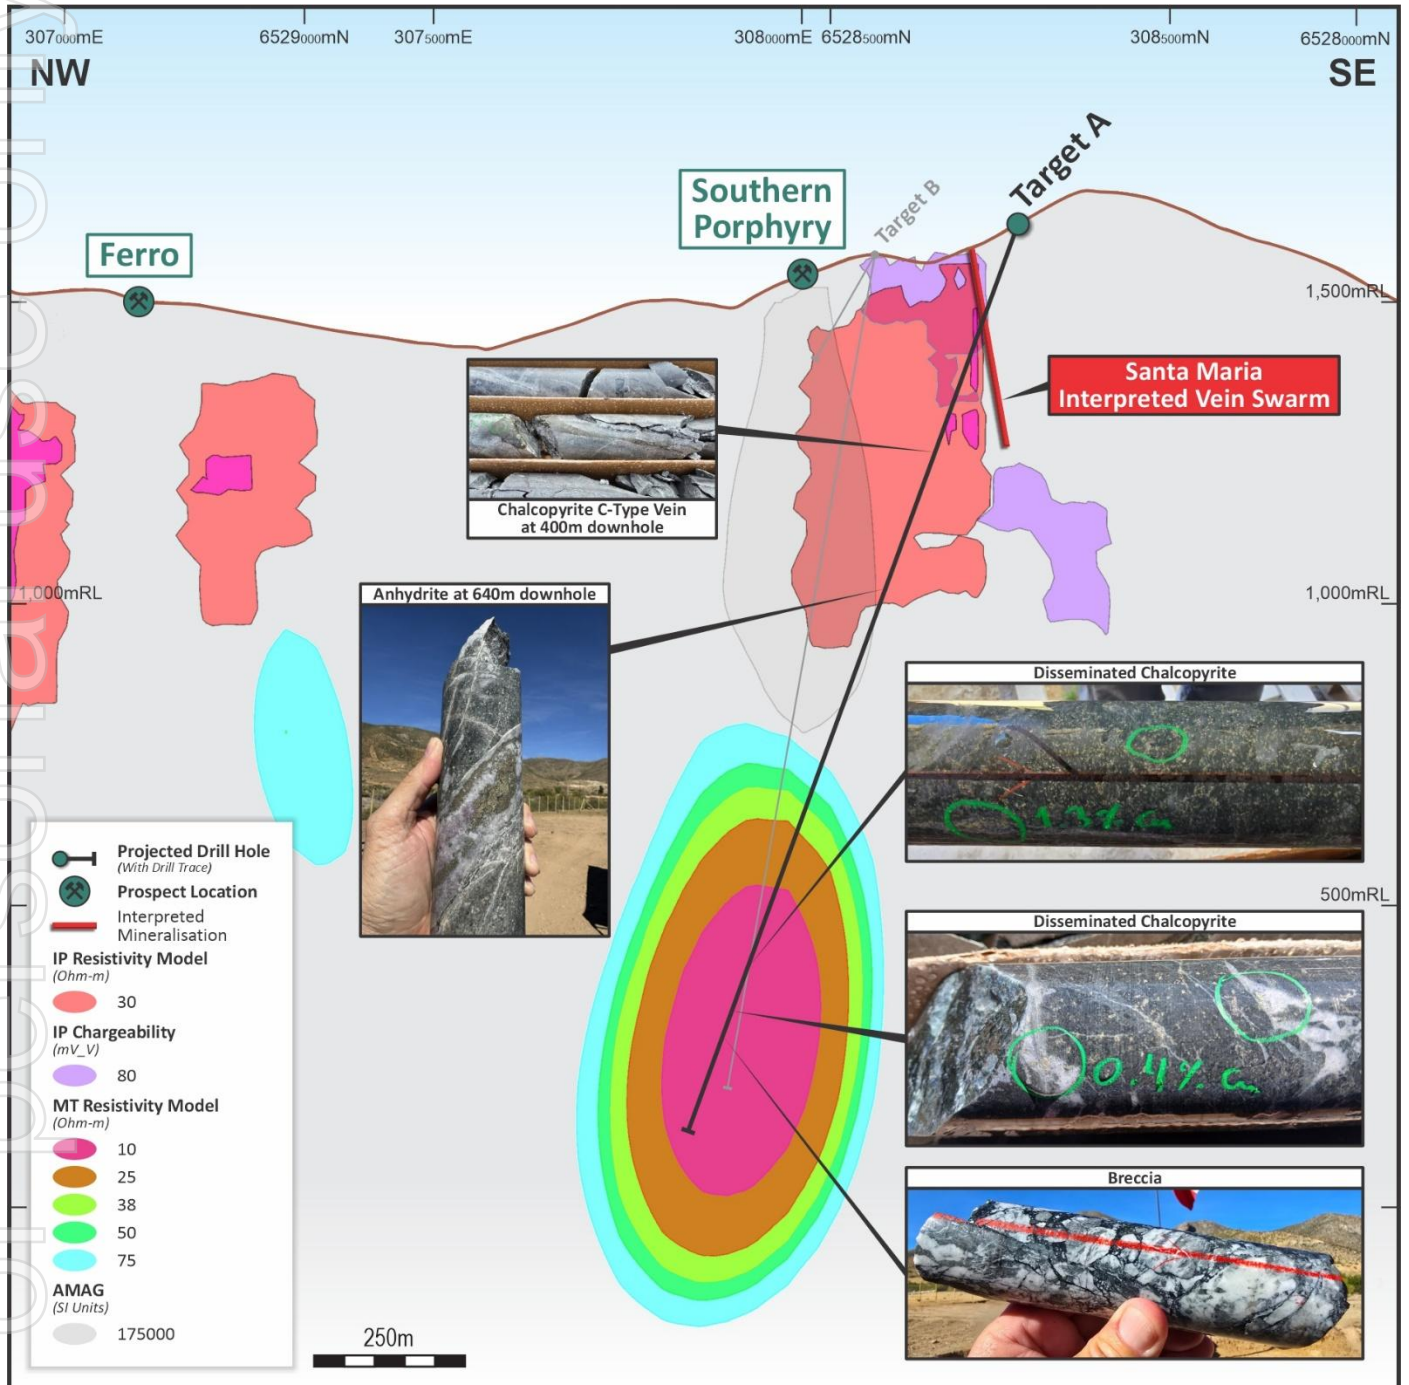 307000mE
6529000mN
307500mE
308000mE
6528500mN
308500mN
6528000mN
NW
SE
Target A
Target B
Southern
Porphyry
Ferro
1,500mRL
Santa Maria
Interpreted Vein Swarm
Chalcopyrite C-Type Vein
at 400m downhole
1,000mRL
1,000mRL
Anhydrite at 640m downhole
Disseminated Chalcopyrite
1.3% Cu
500mRL
Disseminated Chalcopyrite
0.4% Cu
Breccia
Projected Drill Hole
(With Drill Trace)
Prospect Location
Interpreted
Mineralisation
IP Resistivity Model
(Ohm-m)
30
IP Chargeability
(mV_V)
80
MT Resistivity Model
(Ohm-m)
10
25
38
50
75
AMAG
(SI Units)
175000
250m